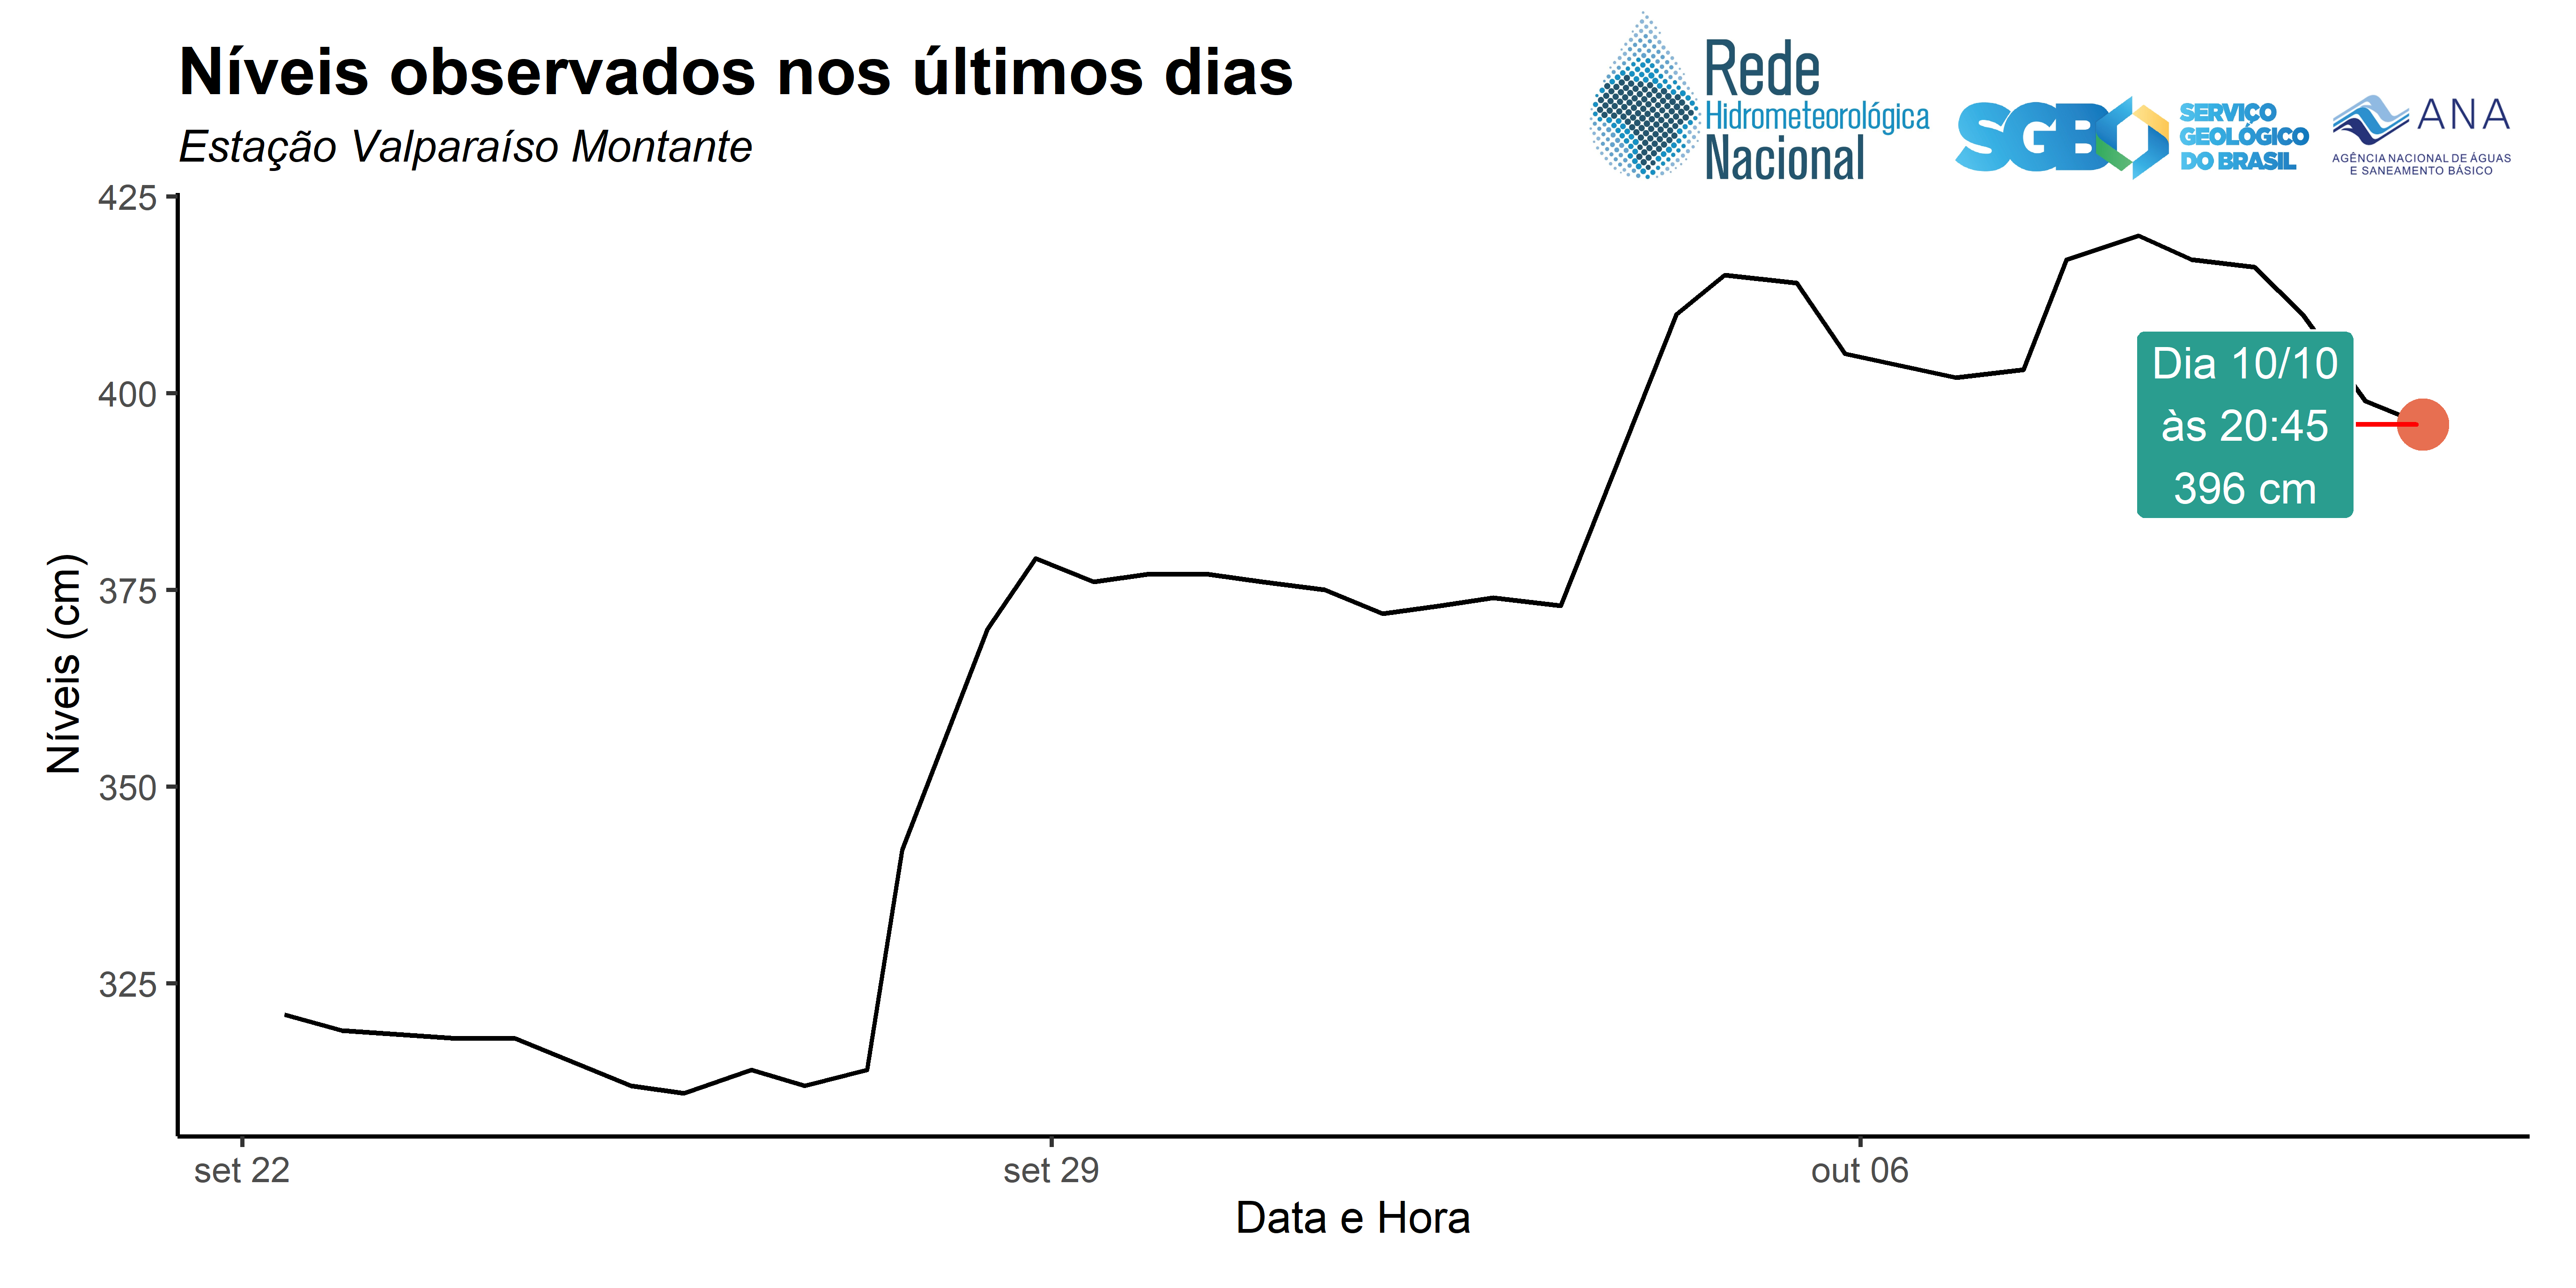 Níveis observados nos últimos dias
Estação Valparaíso Montante
Rede
Hidrometeorológica
Nacional
SGB
SERVIÇO
GEOLÓGICO
DO BRASIL
ANA
AGÊNCIA NACIONAL DE ÁGUAS
E SANEAMENTO BÁSICO
425
400
375
350
325
Níveis (cm)
Dia 10/10
às 20:45
396 cm
set 22
set 29
out 06
Data e Hora